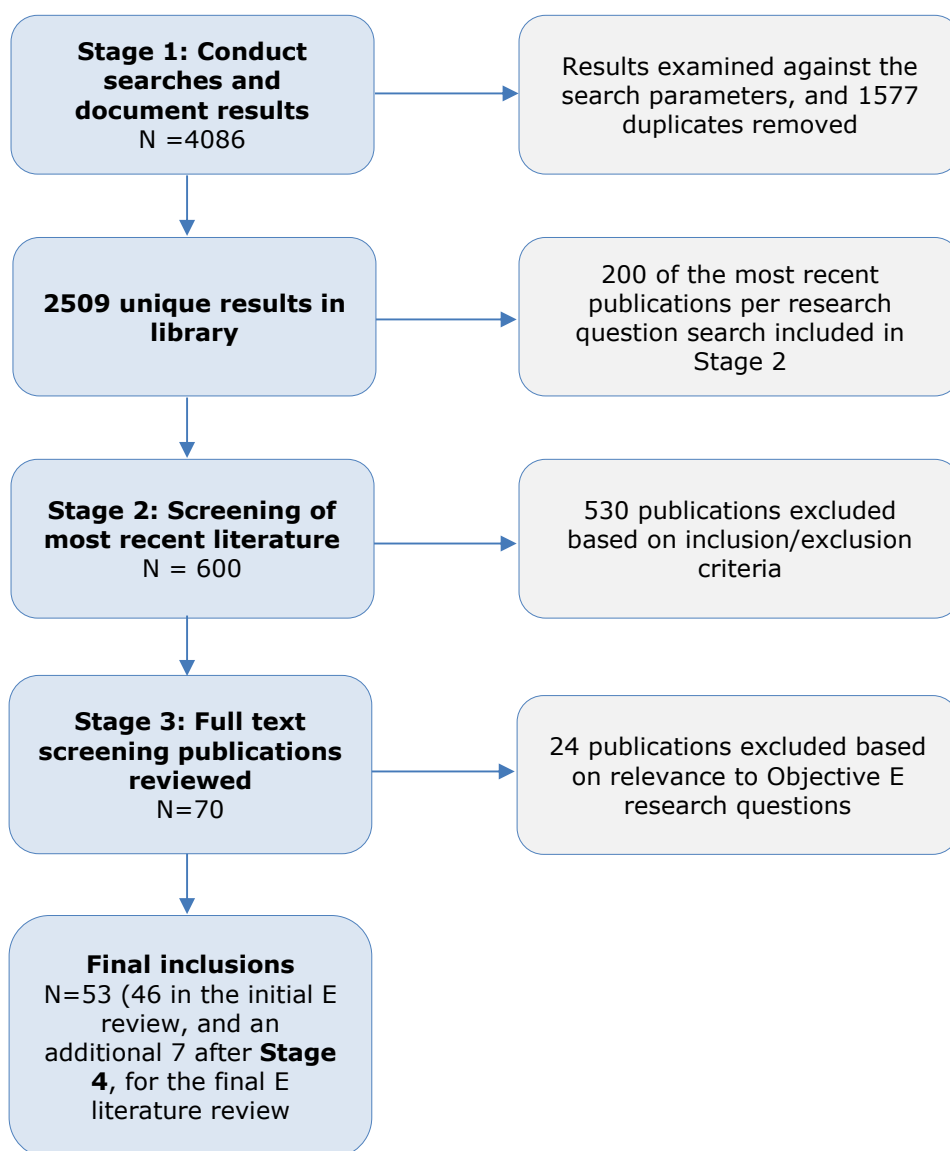 Stage 1: Conduct
searches and
document results
N =4086
Results examined against the
search parameters, and 1577
duplicates removed
2509 unique results in
library
200 of the most recent
publications per research
question search included in
Stage 2
Stage 2: Screening of
most recent literature
N = 600
530 publications excluded
based on inclusion/exclusion
criteria
Stage 3: Full text
screening publications
reviewed
N=70
24 publications excluded based
on relevance to Objective E
research questions
Final inclusions
N=53 (46 in the initial E
review, and an
additional 7 after Stage
4, for the final E
literature review